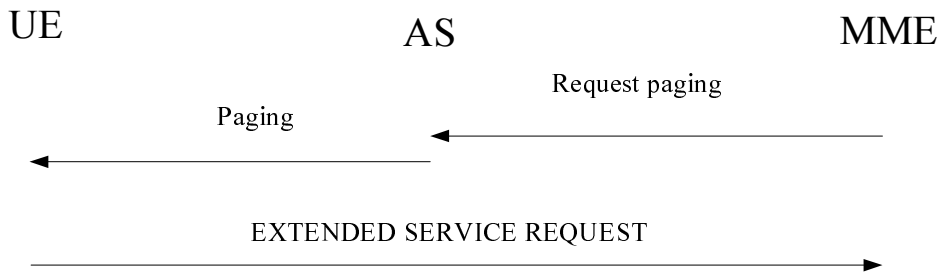 UE
AS
MME
Request paging
Paging
EXTENDED SERVICE REQUEST